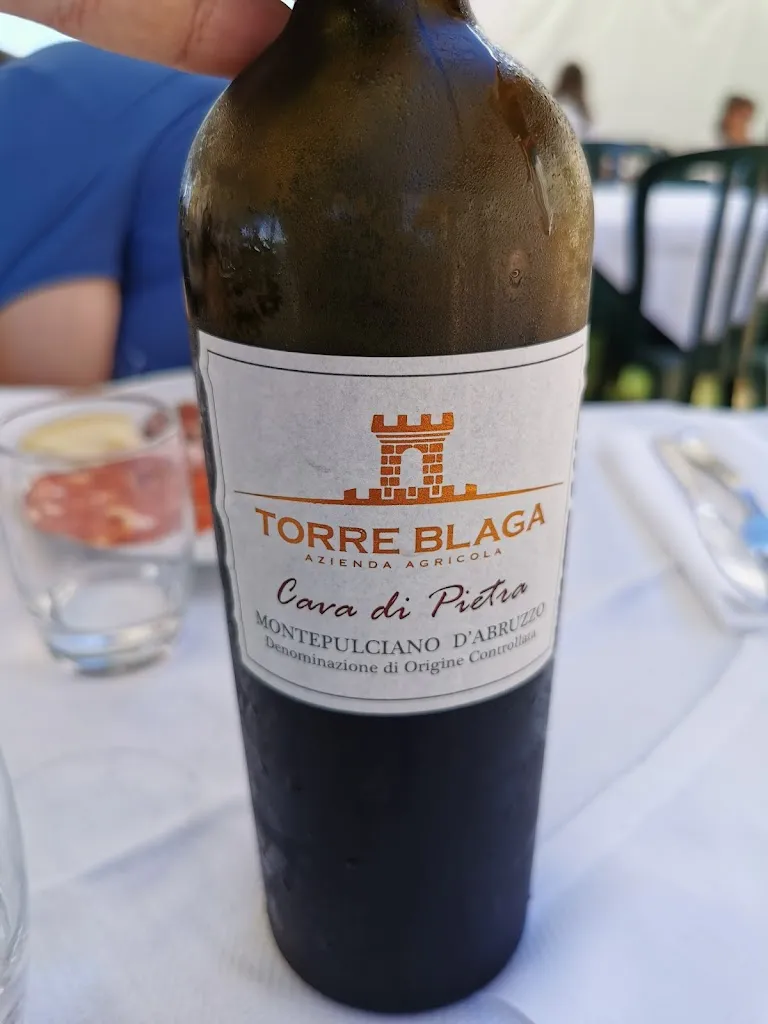 TORRE BLAGA
AZIENDA AGRICOLA
Cava di Pietra
MONTEPULCIANO D'ABRUZZO
Denominazione di Origine Controllata